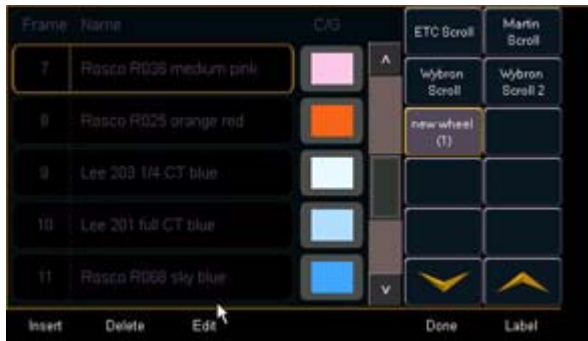 Frame Name C/G
7 Rosco R036 medium pink
8 Rosco R025 orange red
9 Lee 203 1/4 CT blue
10 Lee 201 full CT blue
11 Rosco R068 sky blue
ETC Scroll
Martin
Scroll
Wybron
Scroll
Wybron
Scroll 2
new wheel
(1)
Insert Delete Edit Done Label